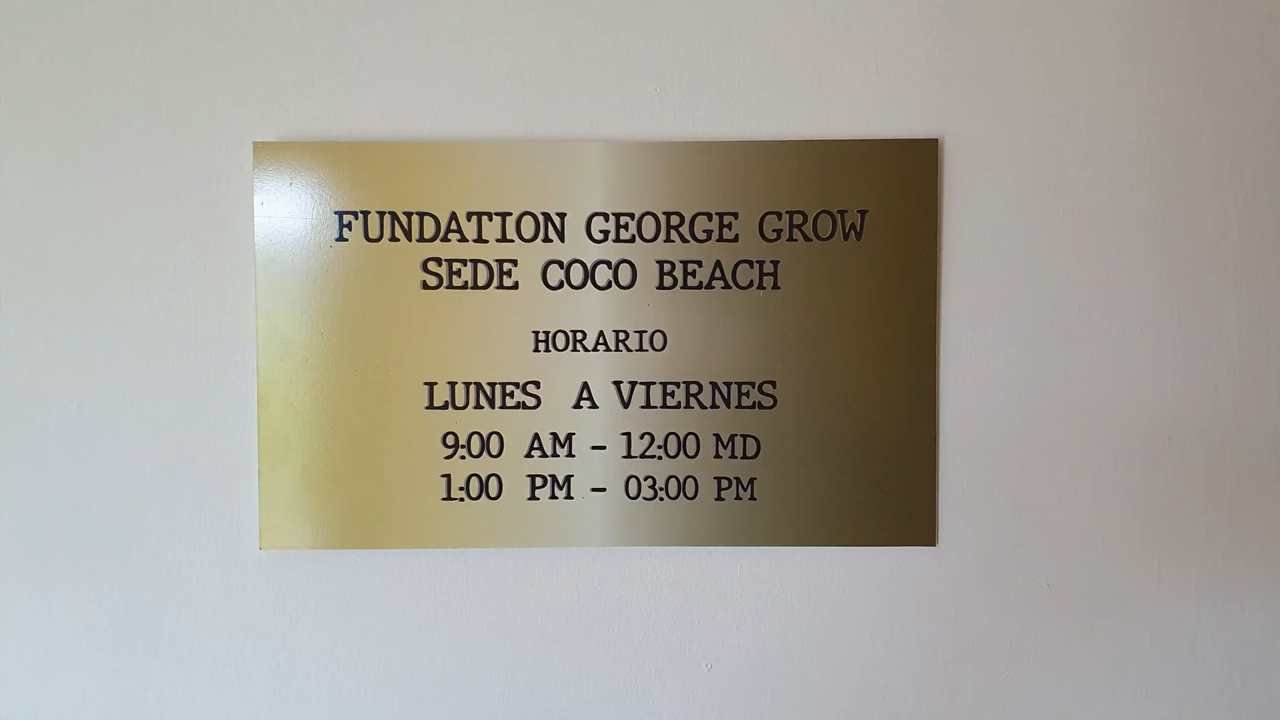 FUNDATION GEORGE GROW
SEDE COCO BEACH
HORARIO
LUNES A VIERNES
9:00 AM - 12:00 MD
1:00 PM - 03:00 PM